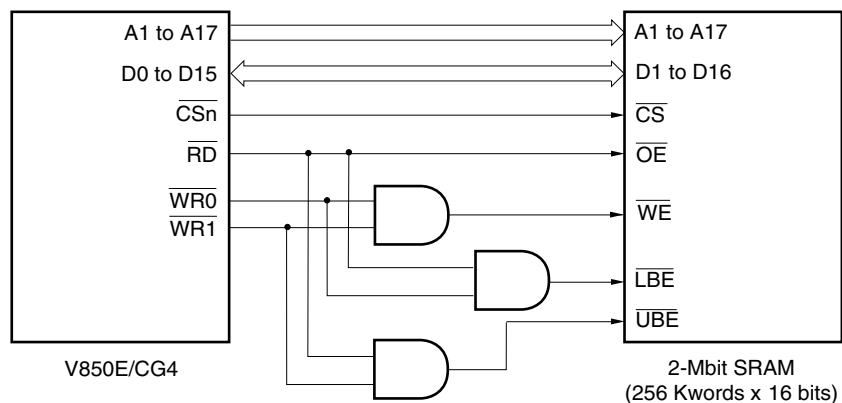 A1 to A17
A1 to A17
D0 to D15
D1 to D16
CSn
CS
RD
OE
WR0
WE
WR1
LBE
UBE
V850E/CG4
2-Mbit SRAM
(256 Kwords x 16 bits)